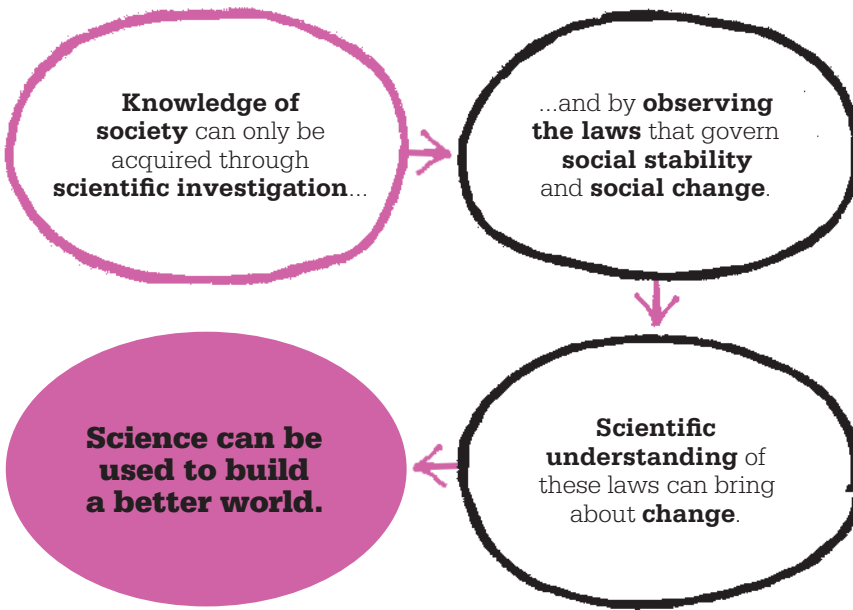 Knowledge of
society can only be
acquired through
scientific investigation...
...and by observing
the laws that govern
social stability
and social change.
Scientific
understanding of
these laws can bring
about change.
Science can be
used to build
a better world.